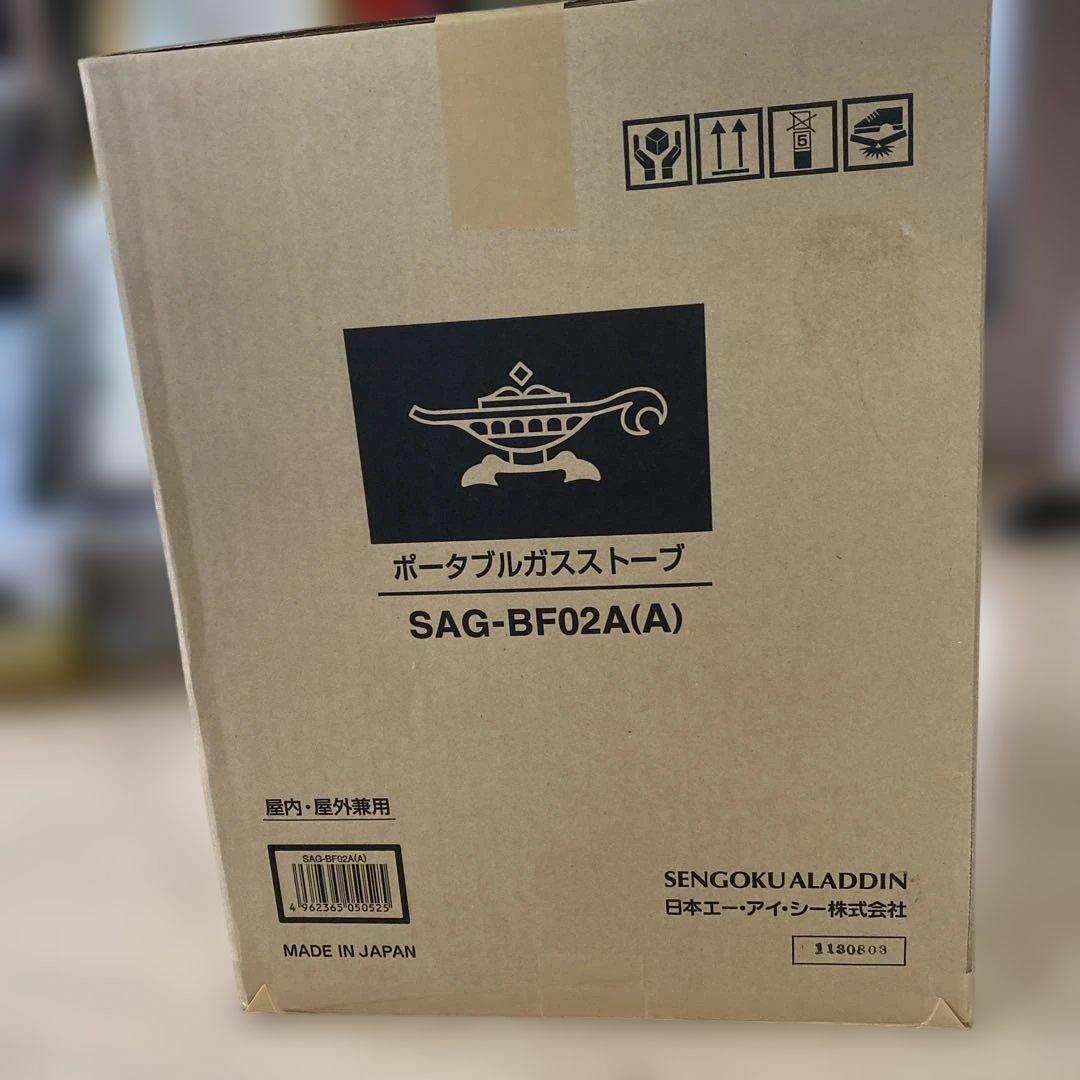 5
ポータブルガスストーブ
SAG-BF02A(A)
屋内・屋外兼用
SAG-BF02A(A)
4 962365 050525
MADE IN JAPAN
SENGOKU ALADDIN
日本エー・アイ・シー株式会社
1130803